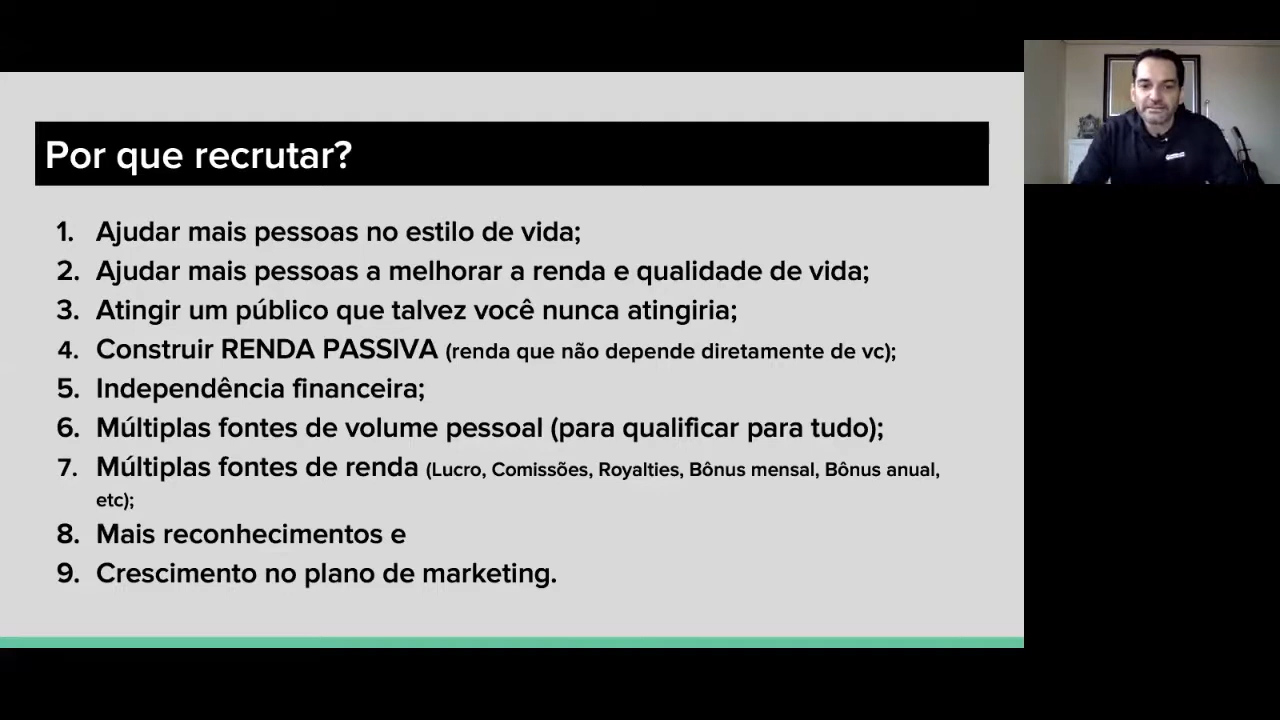 Por que recrutar?
1. Ajudar mais pessoas no estilo de vida;
2. Ajudar mais pessoas a melhorar a renda e qualidade de vida;
3. Atingir um público que talvez você nunca atingiria;
4. Construir RENDA PASSIVA (renda que não depende diretamente de vc);
5. Independência financeira;
6. Múltiplas fontes de volume pessoal (para qualificar para tudo);
7. Múltiplas fontes de renda (Lucro, Comissões, Royalties, Bônus mensal, Bônus anual,
etc);
8. Mais reconhecimentos e
9. Crescimento no plano de marketing.